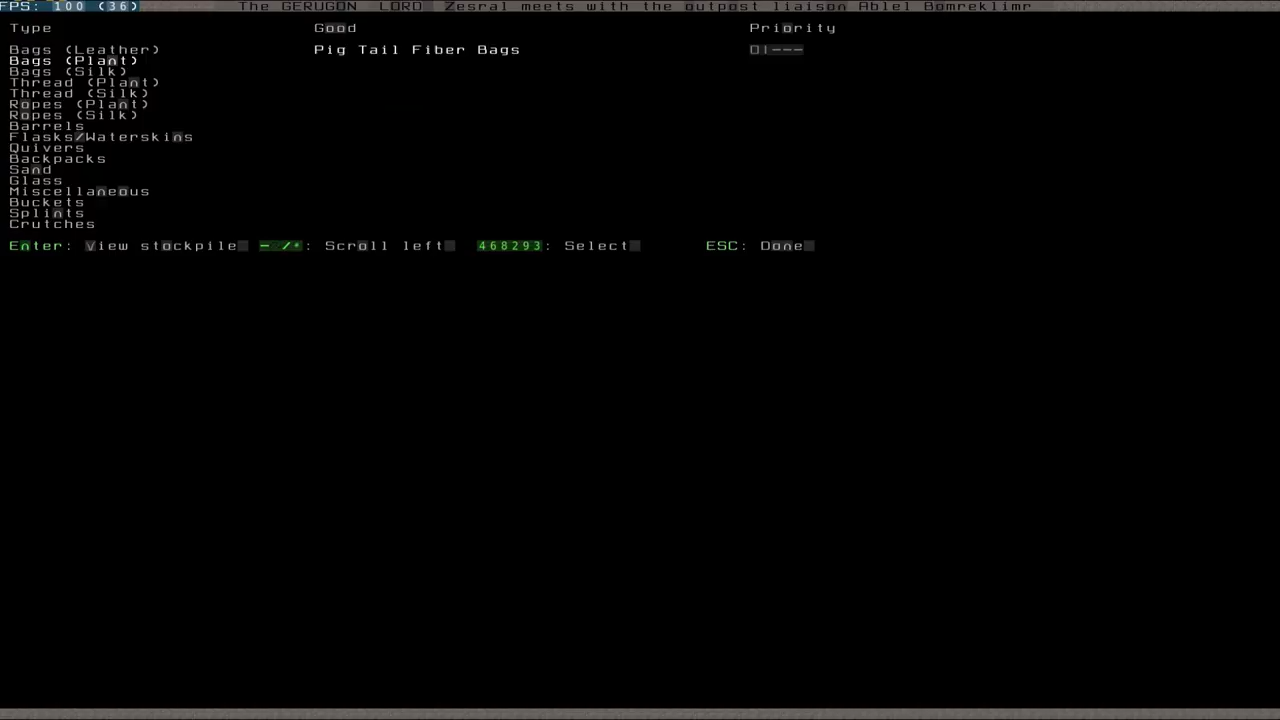 FPS: 100 (36) The GERUGON LORD Zesral meets with the outpost liaison Ablel Bomreklimr
Type Good Priority
Bags (Leather) Pig Tail Fiber Bags 0|---
Bags (Plant)
Bags (Silk)
Thread (Plant)
Thread (Silk)
Ropes (Plant)
Ropes (Silk)
Barrels
Flasks/Waterskins
Quivers
Backpacks
Sand
Glass
Miscellaneous
Buckets
Splints
Crutches
Enter: View stockpile -/*: Scroll left 468293: Select ESC: Done